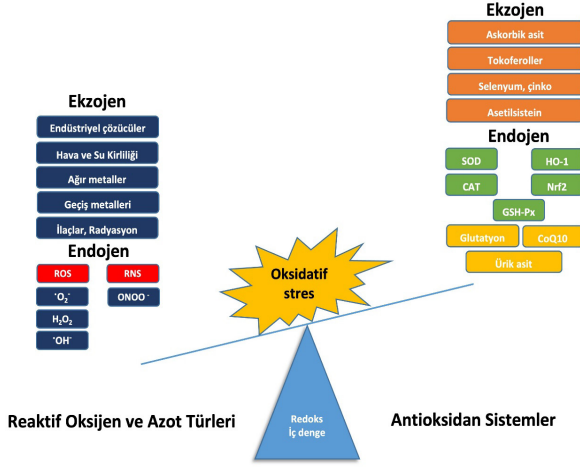 Ekzojen
Endüstriyel çözücüler
Hava ve Su Kirliliği
Ağır metaller
Geçiş metalleri
İlaçlar, Radyasyon
Endojen
ROS
RNS
˙O₂⁻
ONOO⁻
H₂O₂
˙OH⁻
Reaktif Oksijen ve Azot Türleri
Oksidatif
stres
Redoks
İç denge
Ekzojen
Askorbik asit
Tokoferoller
Selenyum, çinko
Asetilsistein
Endojen
SOD
HO-1
CAT
Nrf2
GSH-Px
Glutatyon
CoQ10
Ürik asit
Antioksidan Sistemler